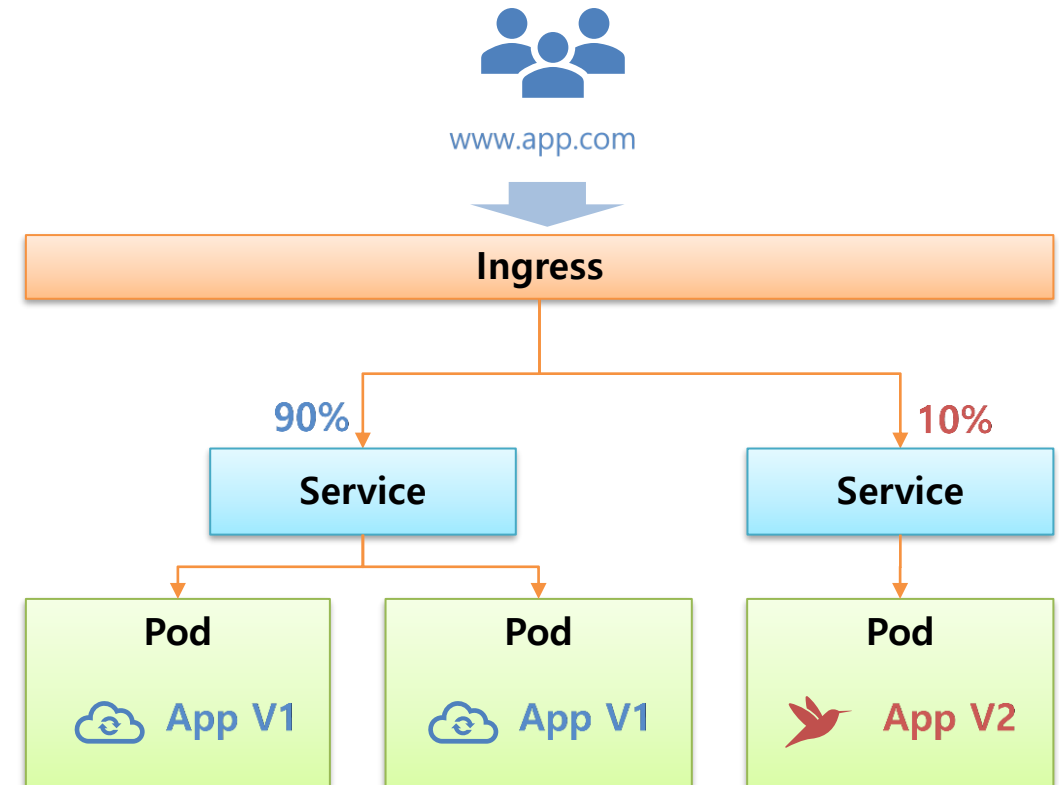 www.app.com
Ingress
90%
10%
Service
Service
Pod
Pod
Pod
App V1
App V1
App V2